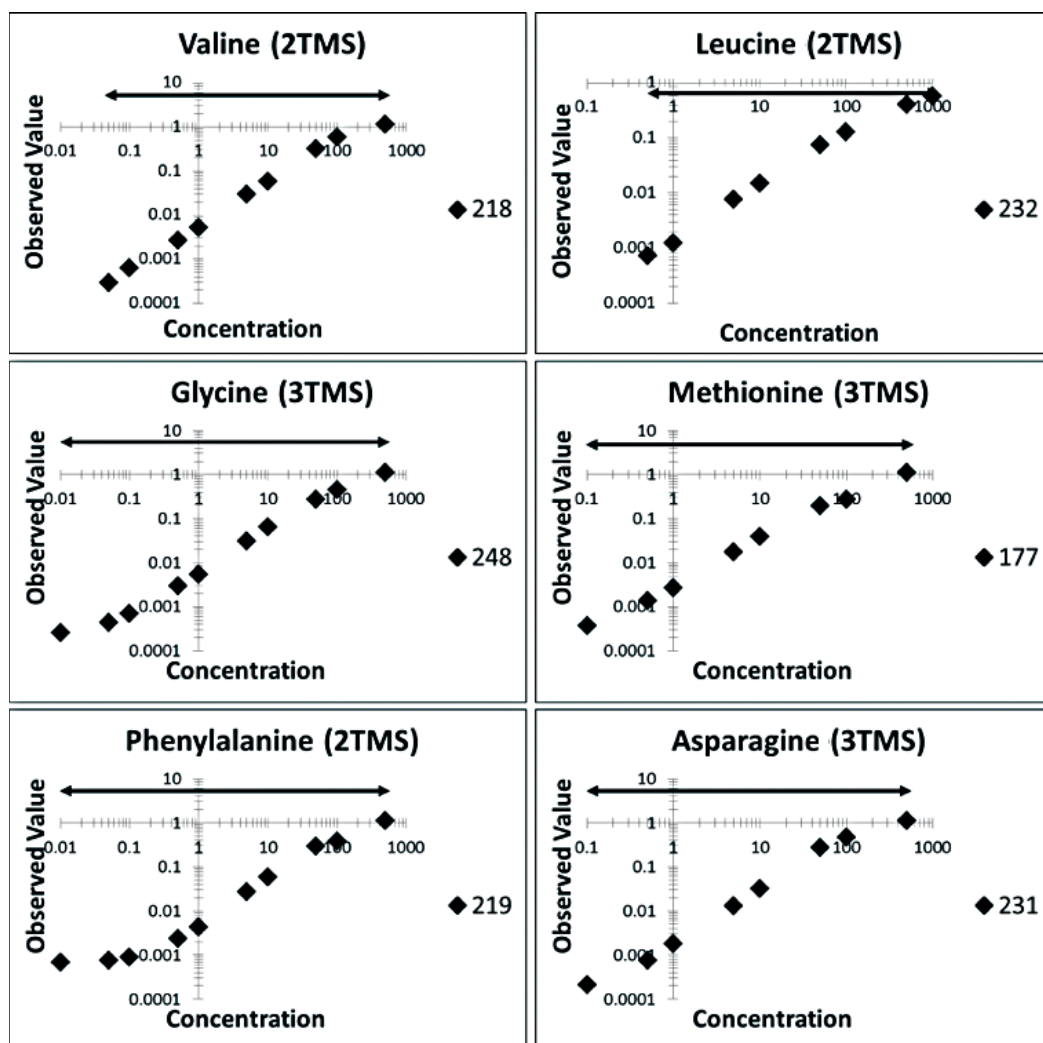 Valine (2TMS)
Observed Value
10
1
0.01 0.1 1 10 100 1000
0.1
0.01
0.001
0.0001
218
Concentration
Leucine (2TMS)
Observed Value
1
0.1 1 10 100 1000
0.1
0.01
0.001
0.0001
232
Concentration
Glycine (3TMS)
Observed Value
10
1
0.01 0.1 1 10 100 1000
0.1
0.01
0.001
0.0001
248
Concentration
Methionine (3TMS)
Observed Value
10
1
0.1 1 10 100 1000
0.1
0.01
0.001
0.0001
177
Concentration
Phenylalanine (2TMS)
Observed Value
10
1
0.01 0.1 1 10 100 1000
0.1
0.01
0.001
0.0001
219
Concentration
Asparagine (3TMS)
Observed Value
10
1
0.1 1 10 100 1000
0.1
0.01
0.001
0.0001
231
Concentration